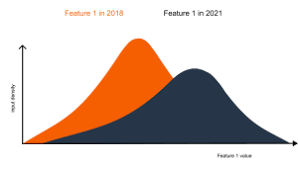 Feature 1 in 2018 Feature 1 in 2021
input density
Feature 1 value